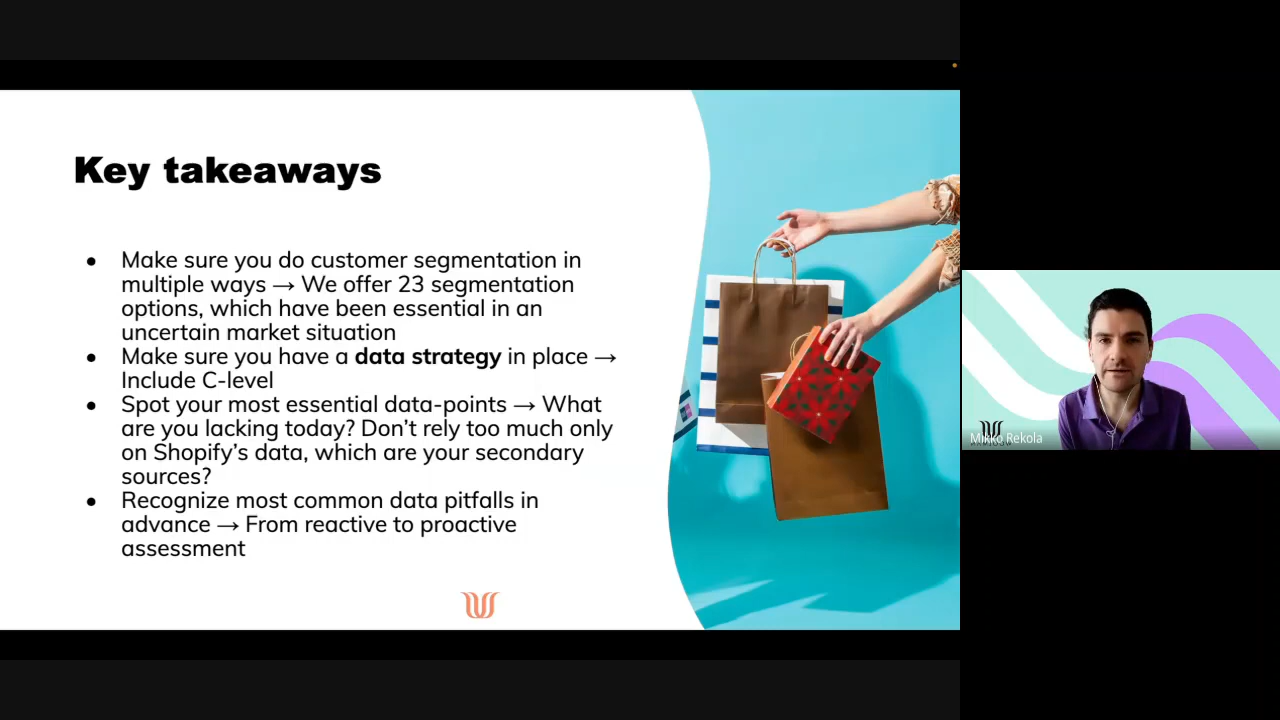 Key takeaways
● Make sure you do customer segmentation in
multiple ways → We offer 23 segmentation
options, which have been essential in an
uncertain market situation
● Make sure you have a data strategy in place →
Include C-level
● Spot your most essential data-points → What
are you lacking today? Don’t rely too much only
on Shopify’s data, which are your secondary
sources?
● Recognize most common data pitfalls in
advance → From reactive to proactive
assessment
Mikko Rekola